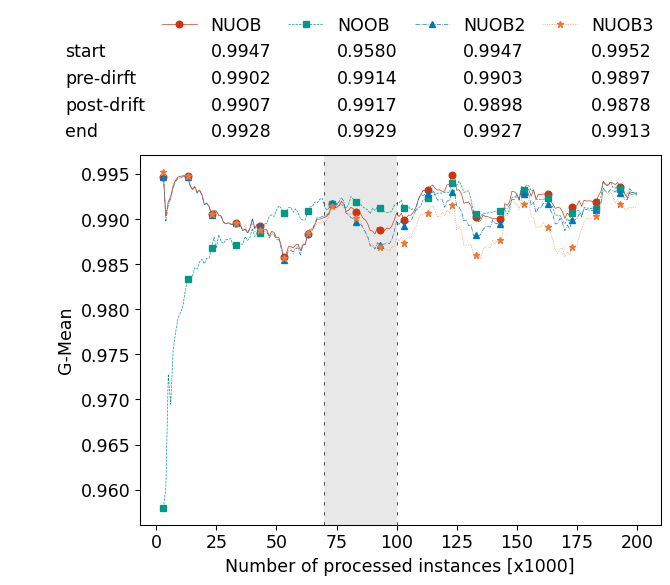 NUOB NOOB NUOB2 NUOB3
start 0.9947 0.9580 0.9947 0.9952
pre-dirft 0.9902 0.9914 0.9903 0.9897
post-drift 0.9907 0.9917 0.9898 0.9878
end 0.9928 0.9929 0.9927 0.9913
0.995
0.990
0.985
0.980
0.975
0.970
0.965
0.960
G-Mean
0 25 50 75 100 125 150 175 200
Number of processed instances [x1000]